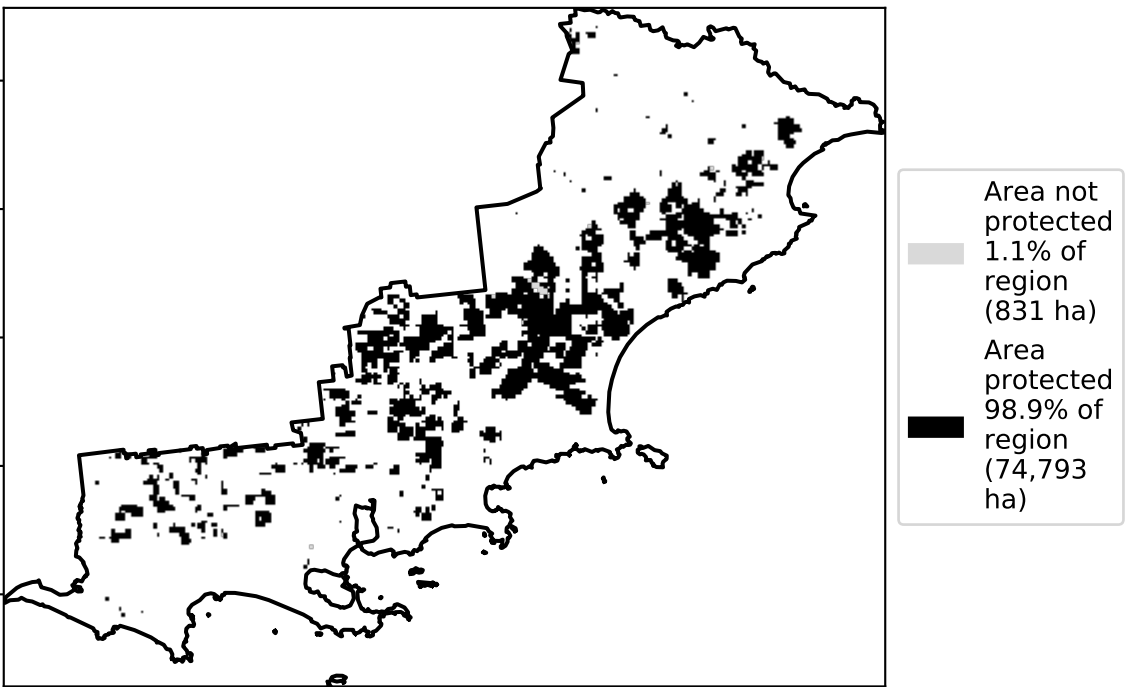 Area not
protected
1.1% of
region
(831 ha)
Area
protected
98.9% of
region
(74,793
ha)